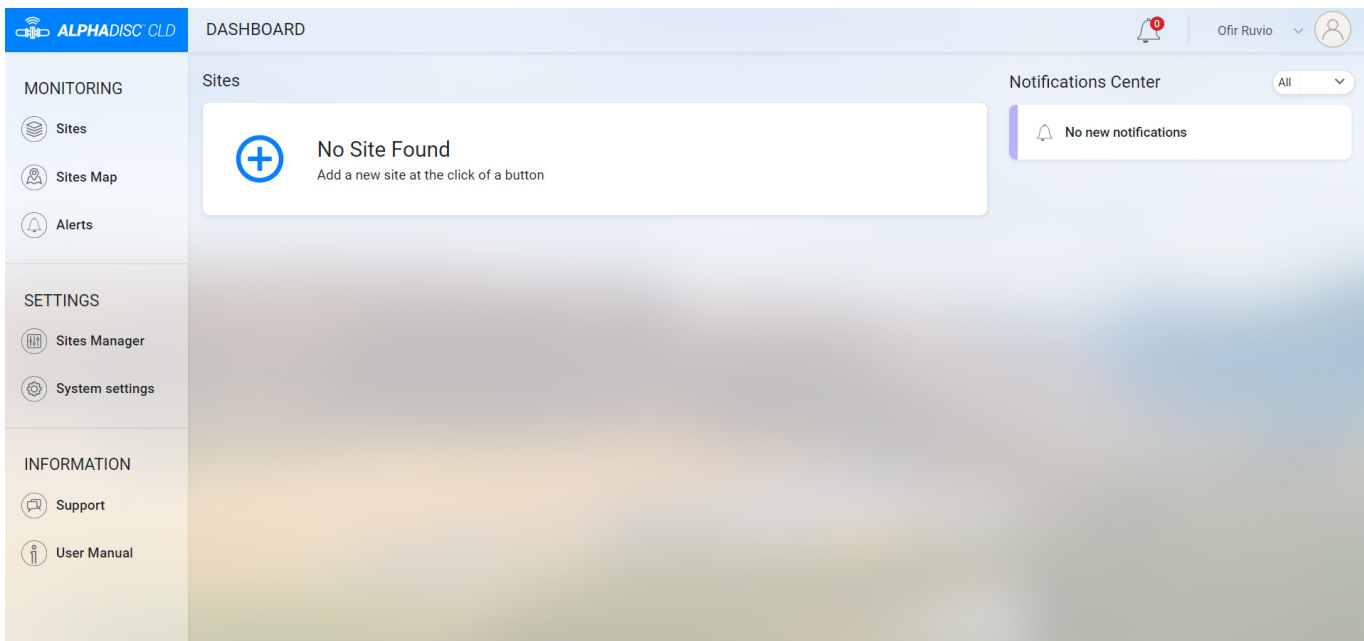 ALPHADISC CLD
DASHBOARD
0
Ofir Ruvio
MONITORING
Sites
Sites Map
Alerts
SETTINGS
Sites Manager
System settings
INFORMATION
Support
User Manual
Sites
No Site Found
Add a new site at the click of a button
Notifications Center
All
No new notifications